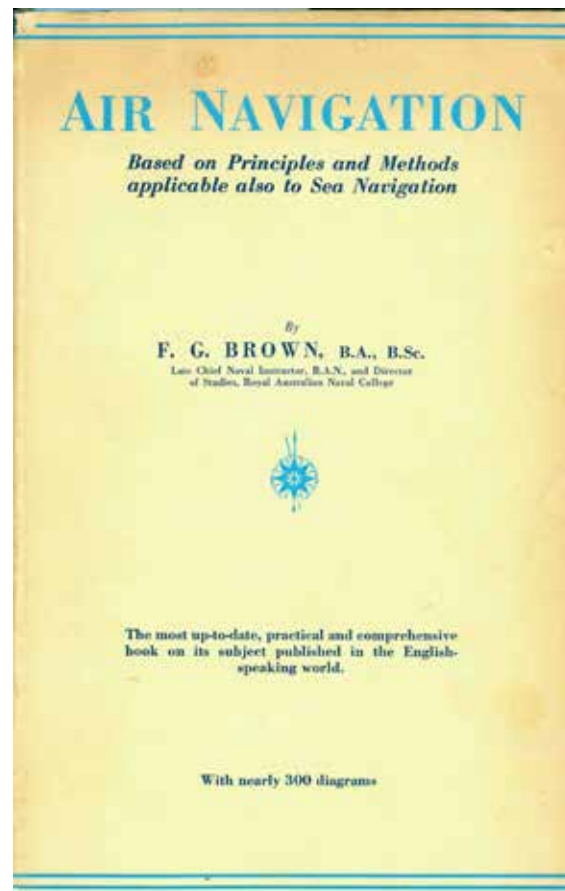 AIR NAVIGATION
Based on Principles and Methods
applicable also to Sea Navigation
By
F. G. BROWN, B.A., B.Sc.
Late Chief Naval Instructor, R.A.N., and Director
of Studies, Royal Australian Naval College
The most up-to-date, practical and comprehensive
book on its subject published in the English-
speaking world.
With nearly 300 diagrams